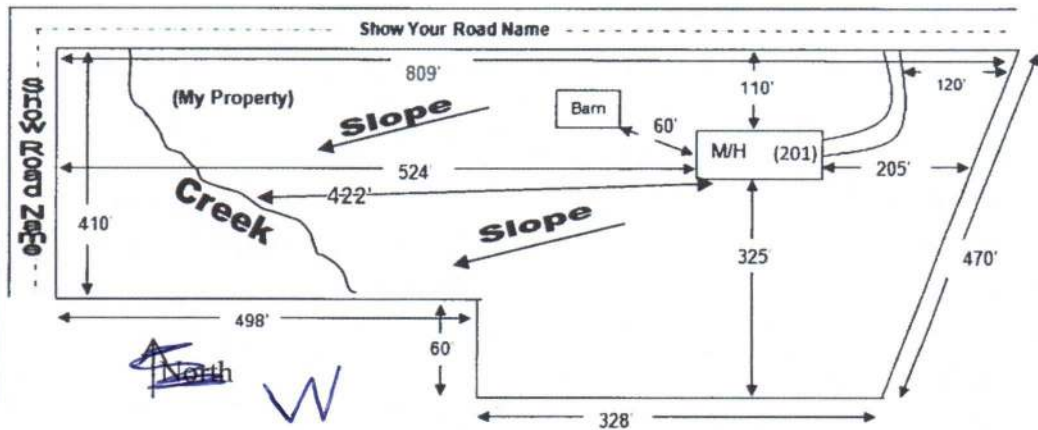 Show Your Road Name
Show Road Name
809'
120'
110'
(My Property)
Slope
Barn
60'
M/H (201)
524'
205'
422'
Creek
410'
Slope
325'
470'
498'
60'
North
W
328'